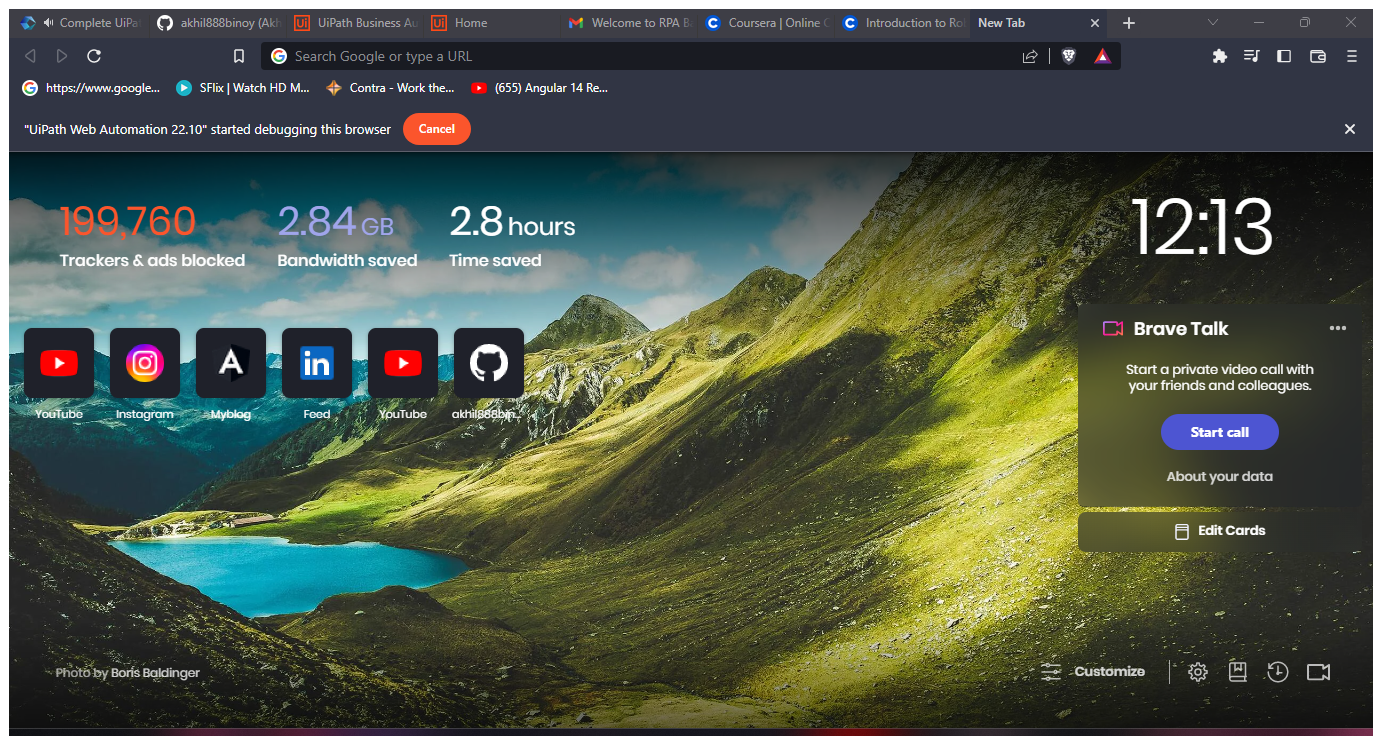 Complete UiPat
akhil888binoy (Akh
UiPath Business Au
Home
Welcome to RPA Ba
Coursera | Online C
Introduction to Rob
New Tab
Search Google or type a URL
https://www.google...
SFlix | Watch HD M...
Contra - Work the...
(655) Angular 14 Re...
"UiPath Web Automation 22.10" started debugging this browser
Cancel
199,760
Trackers & ads blocked
2.84 GB
Bandwidth saved
2.8 hours
Time saved
12:13
YouTube
Instagram
Myblog
Feed
YouTube
akhil888bin...
Brave Talk
Start a private video call with
your friends and colleagues.
Start call
About your data
Edit Cards
Photo by Boris Baldinger
Customize